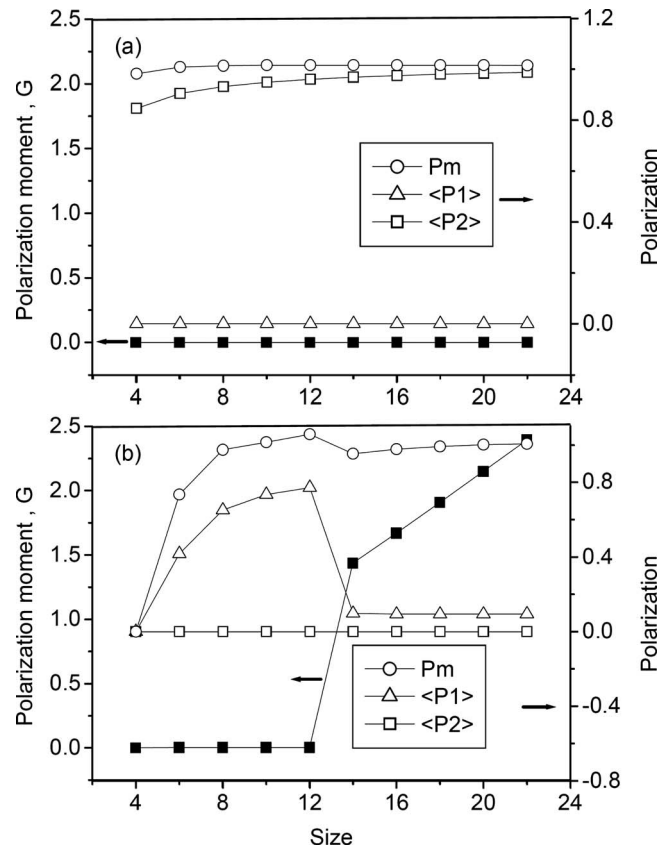 (a)
2.5
2.0
1.5
1.0
0.5
0.0
Polarization moment , G
1.2
0.8
0.4
0.0
Polarization
Pm
<P1>
<P2>
4 8 12 16 20 24
(b)
2.5
2.0
1.5
1.0
0.5
0.0
Polarization moment , G
0.8
0.4
0.0
-0.4
-0.8
Polarization
Pm
<P1>
<P2>
4 8 12 16 20 24
Size